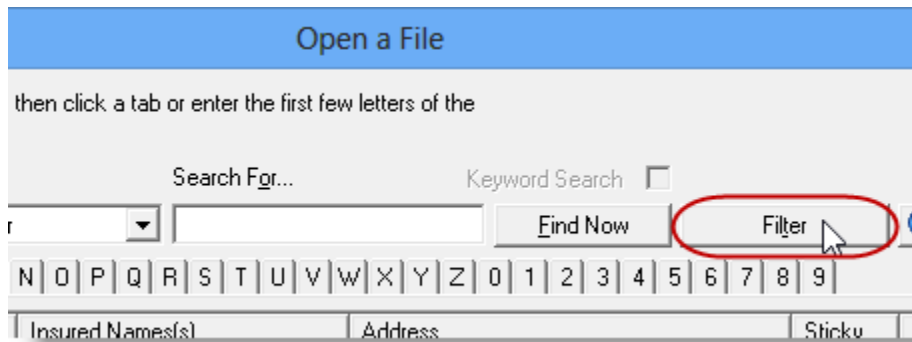 Open a File
then click a tab or enter the first few letters of the
Search For... Keyword Search
r Find Now Filter
N O P Q R S T U V W X Y Z 0 1 2 3 4 5 6 7 8 9
Insured Names(s) Address Sticky